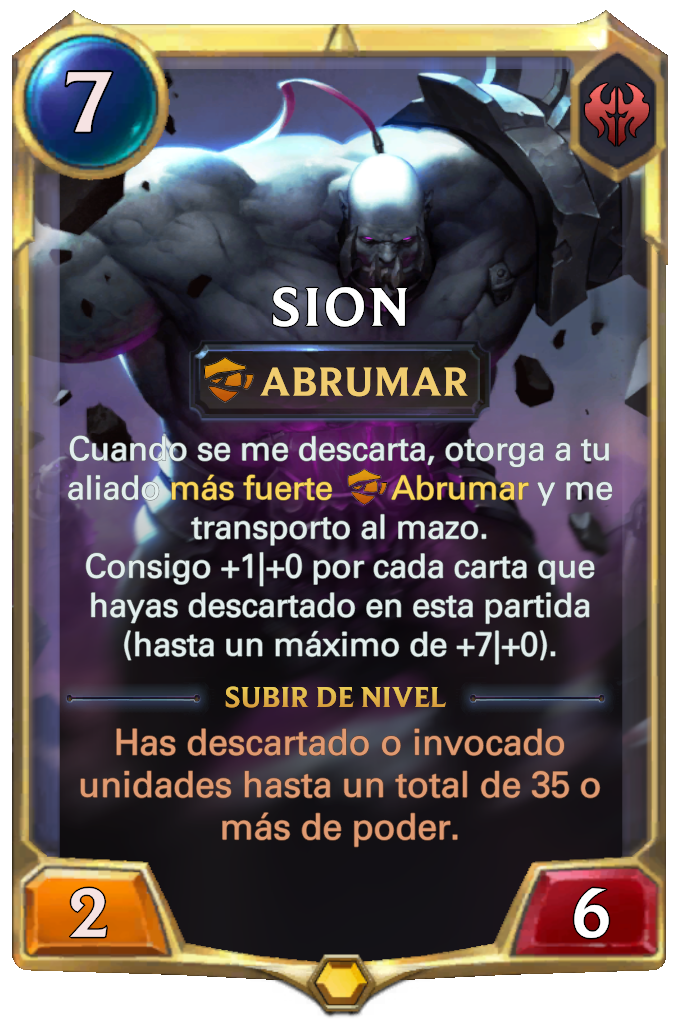 7
SION
ABRUMAR
Cuando se me descarta, otorga a tu
aliado más fuerte Abrumar y me
transporto al mazo.
Consigo +1|+0 por cada carta que
hayas descartado en esta partida
(hasta un máximo de +7|+0).
SUBIR DE NIVEL
Has descartado o invocado
unidades hasta un total de 35 o
más de poder.
2
6